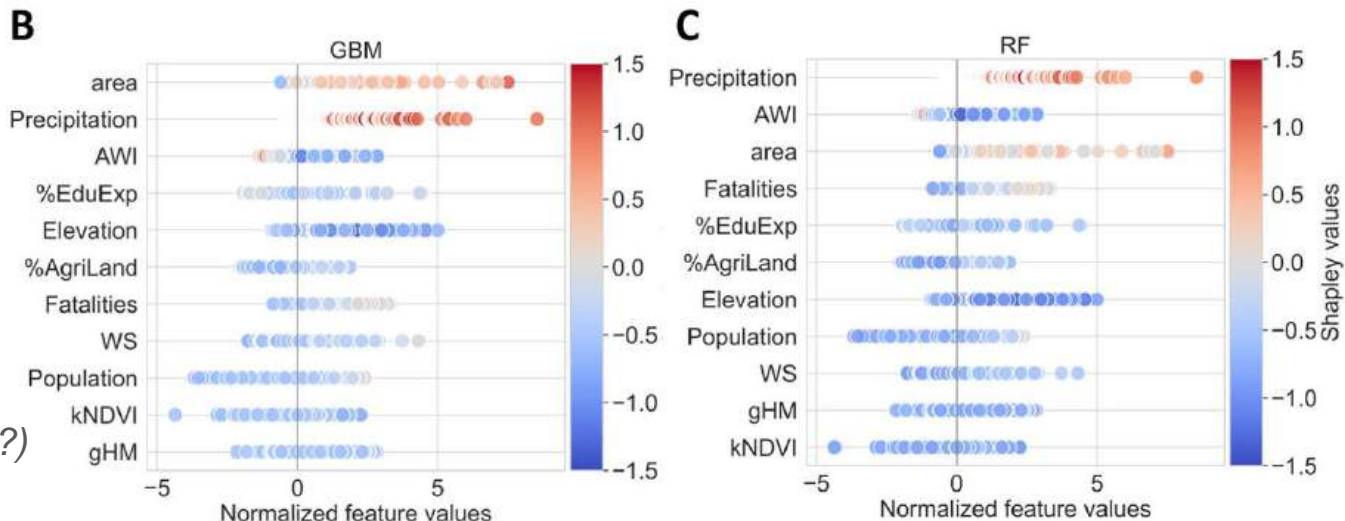 B
GBM
area
Precipitation
AWI
%EduExp
Elevation
%AgriLand
Fatalities
WS
Population
kNDVI
gHM
−5 0 5
Normalized feature values
1.5
1.0
0.5
0.0
−0.5
−1.0
−1.5
?)
C
RF
Precipitation
AWI
area
Fatalities
%EduExp
%AgriLand
Elevation
Population
WS
gHM
kNDVI
−5 0 5
Normalized feature values
1.5
1.0
0.5
0.0
−0.5
−1.0
−1.5
Shapley values